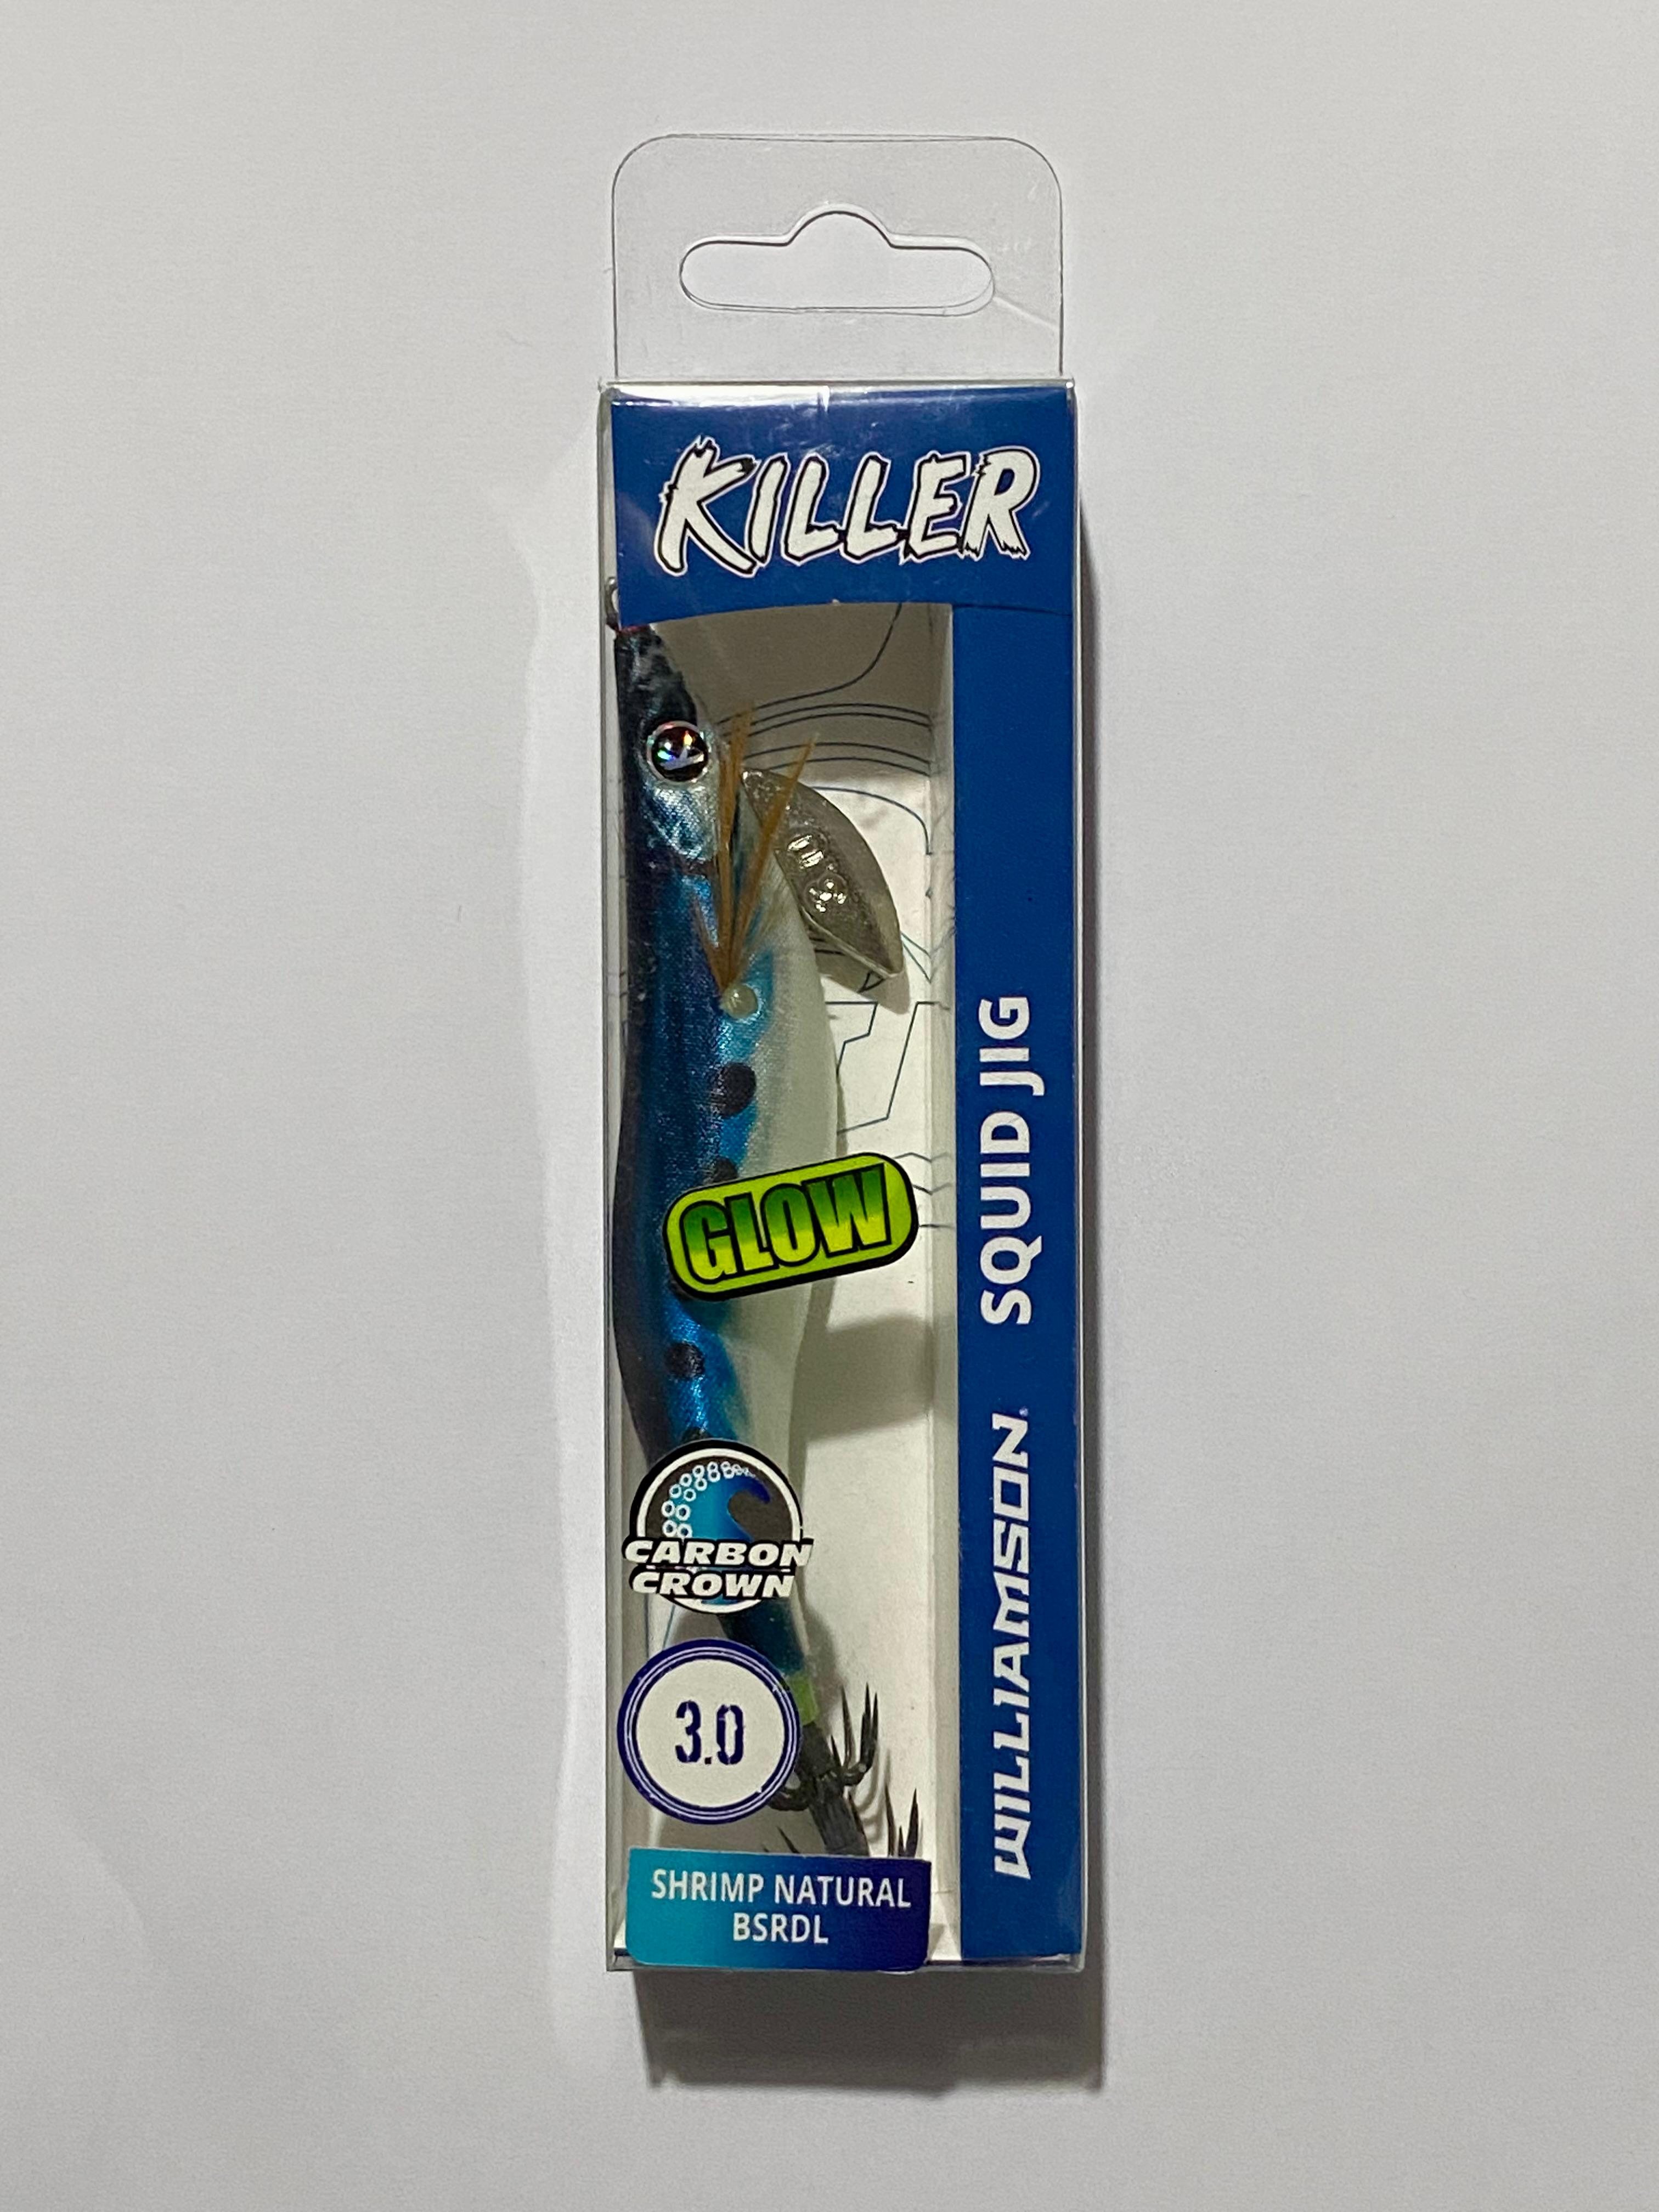 KILLER
GLOW
SQUID JIG
WILLIAMSON
CARBON
CROWN
3.0
SHRIMP NATURAL
BSRDL